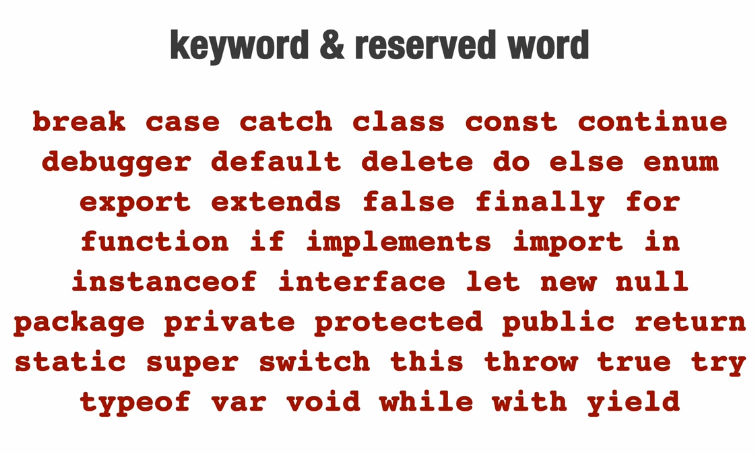 keyword & reserved word
break case catch class const continue
debugger default delete do else enum
export extends false finally for
function if implements import in
instanceof interface let new null
package private protected public return
static super switch this throw true try
typeof var void while with yield